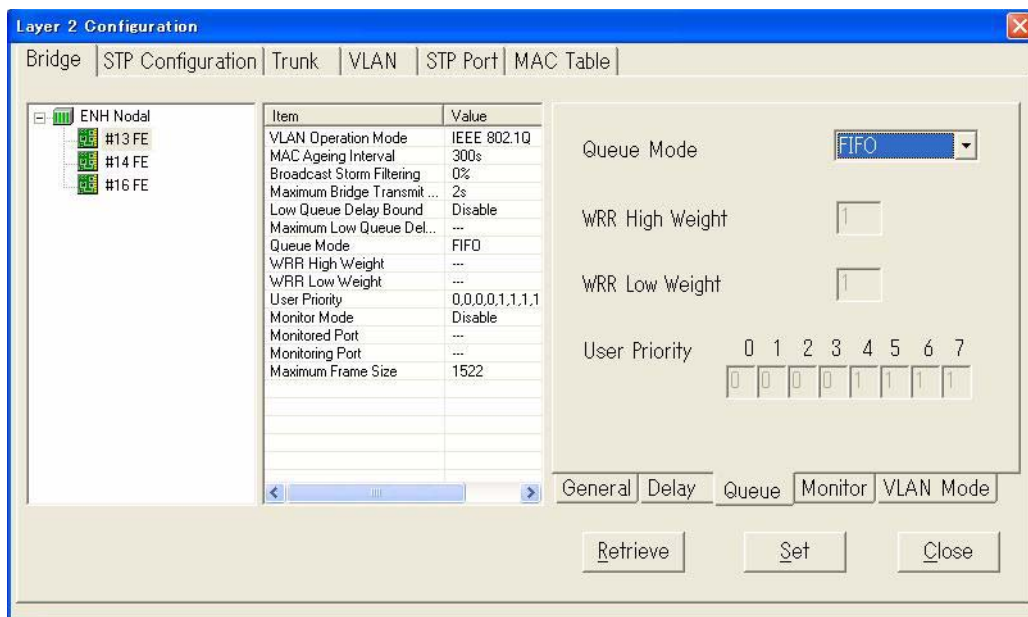 Layer 2 Configuration
Bridge STP Configuration Trunk VLAN STP Port MAC Table
ENH Nodal
#13 FE
#14 FE
#16 FE
Item Value
VLAN Operation Mode IEEE 802.1Q
MAC Ageing Interval 300s
Broadcast Storm Filtering 0%
Maximum Bridge Transmit ... 2s
Low Queue Delay Bound Disable
Maximum Low Queue Del... ---
Queue Mode FIFO
WRR High Weight ---
WRR Low Weight ---
User Priority 0,0,0,0,1,1,1,1
Monitor Mode Disable
Monitored Port ---
Monitoring Port ---
Maximum Frame Size 1522
Queue Mode FIFO
WRR High Weight 1
WRR Low Weight 1
User Priority 0 1 2 3 4 5 6 7
0 0 0 0 1 1 1 1
General Delay Queue Monitor VLAN Mode
Retrieve Set Close